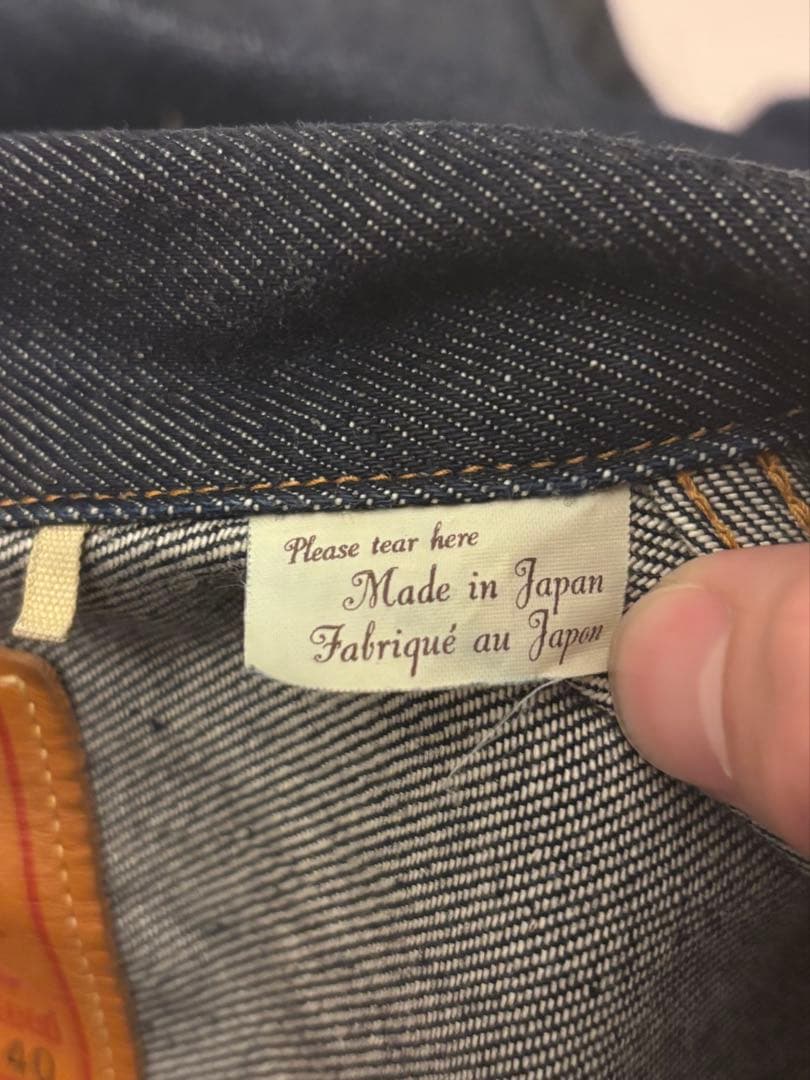 Please tear here
Made in Japan
Fabriqué au Japon
40